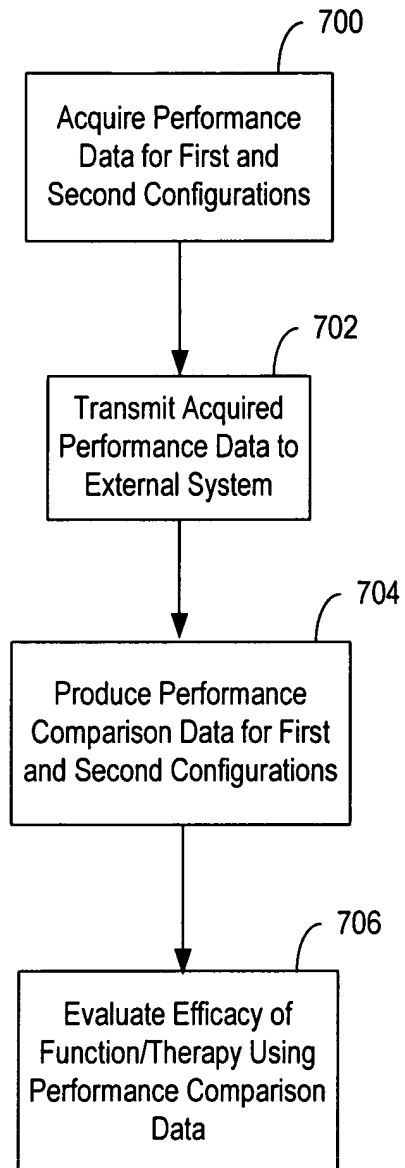 700
Acquire Performance
Data for First and
Second Configurations
702
Transmit Acquired
Performance Data to
External System
704
Produce Performance
Comparison Data for First
and Second Configurations
706
Evaluate Efficacy of
Function/Therapy Using
Performance Comparison
Data